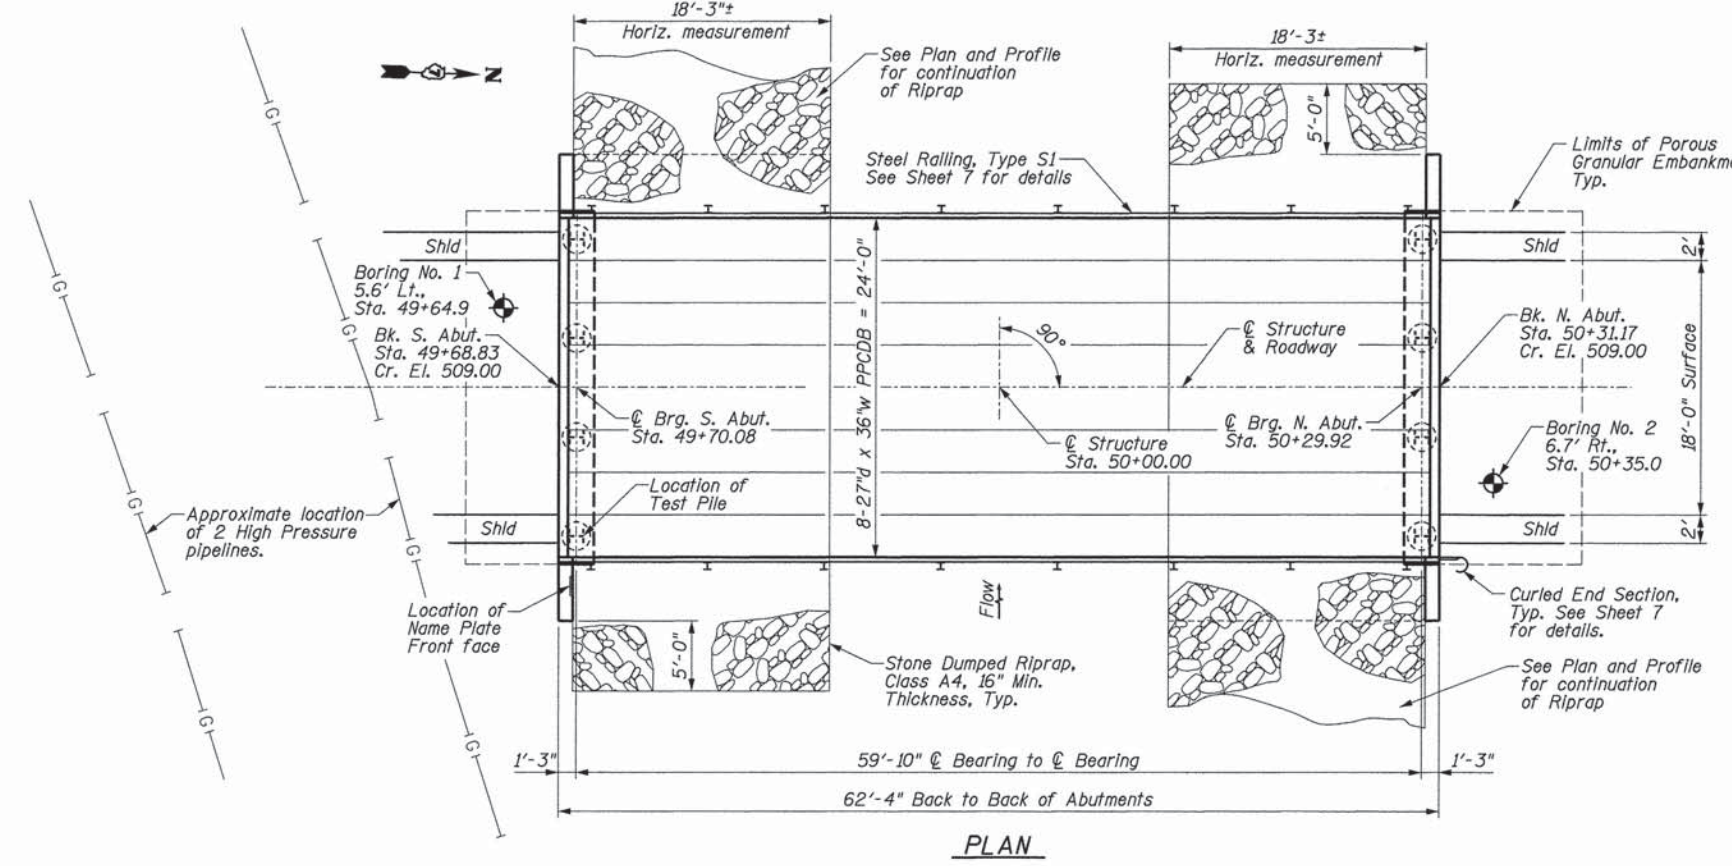 18'-3"±
Horiz. measurement
18'-3±
Horiz. measurement
See Plan and Profile
for continuation
of Riprap
N
5'-0"
Limits of Porous
Granular Embankme
Typ.
Steel Railing, Type S1
See Sheet 7 for details
Shld
Shld
2'
Boring No. 1
5.6' Lt.,
Sta. 49+64.9
Bk. S. Abut.
Sta. 49+68.83
Cr. El. 509.00
8-27"d x 36"w PPCDB = 24'-0"
90°
℄ Structure
& Roadway
Bk. N. Abut.
Sta. 50+31.17
Cr. El. 509.00
18'-0" Surface
℄ Brg. S. Abut.
Sta. 49+70.08
℄ Structure
Sta. 50+00.00
℄ Brg. N. Abut.
Sta. 50+29.92
Boring No. 2
6.7' Rt.,
Sta. 50+35.0
Location of
Test Pile
Approximate location
of 2 High Pressure
pipelines.
Shld
Shld
2'
Location of
Name Plate
Front face
Flow
Curled End Section,
Typ. See Sheet 7
for details.
5'-0"
Stone Dumped Riprap,
Class A4, 16" Min.
Thickness, Typ.
See Plan and Profile
for continuation
of Riprap
G
G
G
G
G
G
G
G
1'-3"
59'-10" ℄ Bearing to ℄ Bearing
1'-3"
62'-4" Back to Back of Abutments
PLAN